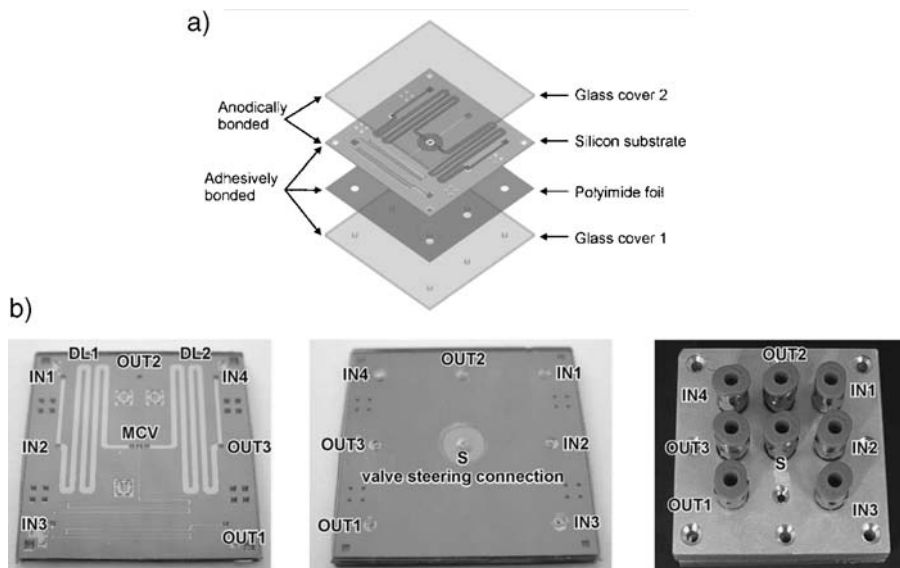 a)
Glass cover 2
Anodically
bonded
Silicon substrate
Adhesively
bonded
Polyimide foil
Glass cover 1
b)
DL1 OUT2 DL2
IN1 IN4
MCV
IN2 OUT3
IN3 OUT1
OUT2
IN4 IN1
OUT3 IN2
S
valve steering connection
OUT1 IN3
OUT2
IN4 IN1
OUT3 IN2
S
OUT1 IN3